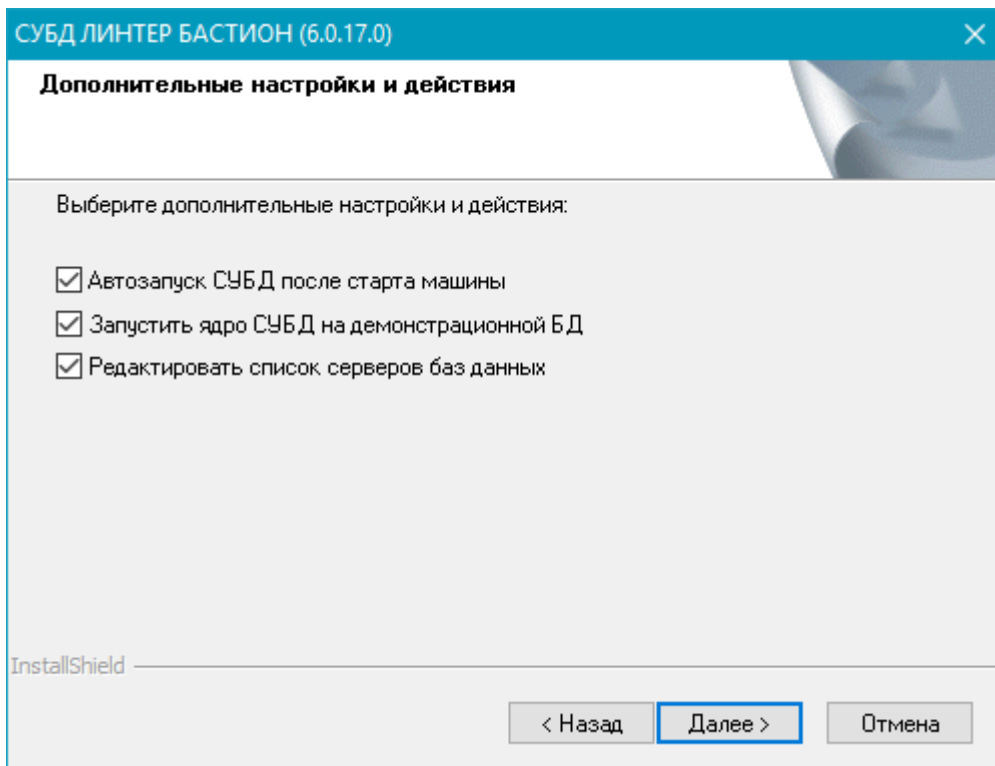 СУБД ЛИНТЕР БАСТИОН (6.0.17.0)
Дополнительные настройки и действия
Выберите дополнительные настройки и действия:
Автозапуск СУБД после старта машины
Запустить ядро СУБД на демонстрационной БД
Редактировать список серверов баз данных
InstallShield
< Назад
Далее >
Отмена